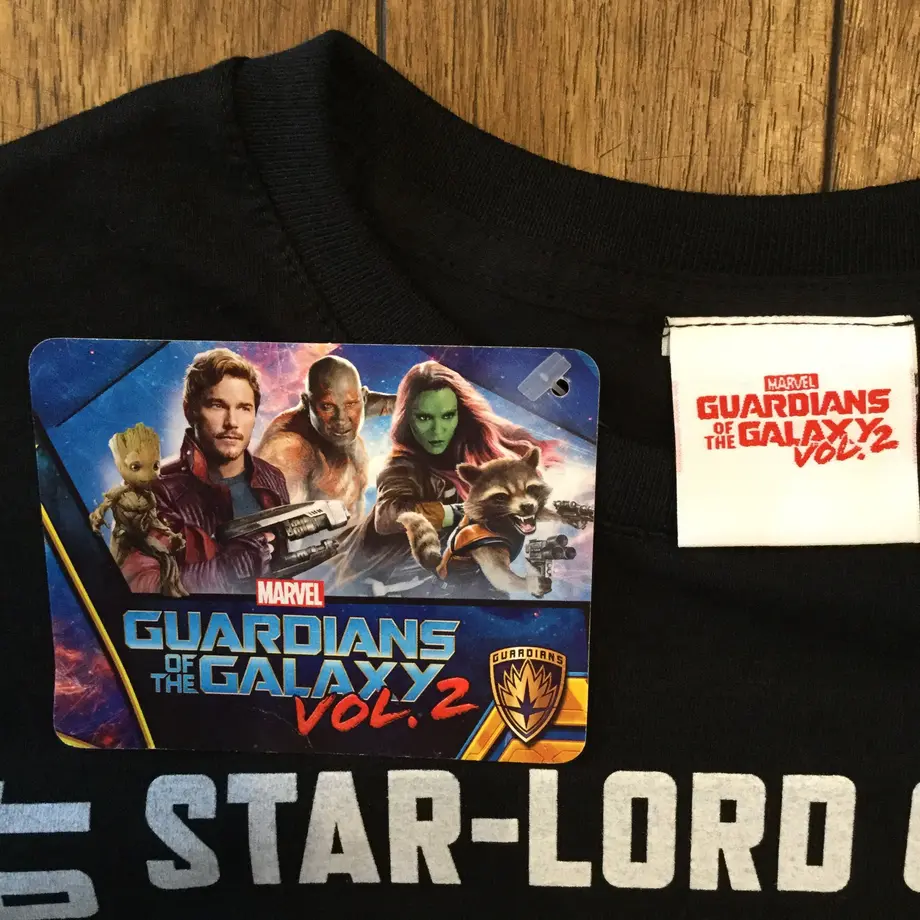 MARVEL
GUARDIANS
OF THE GALAXY
VOL. 2
GUARDIANS
MARVEL
GUARDIANS
OF THE GALAXY
VOL. 2
STAR-LORD